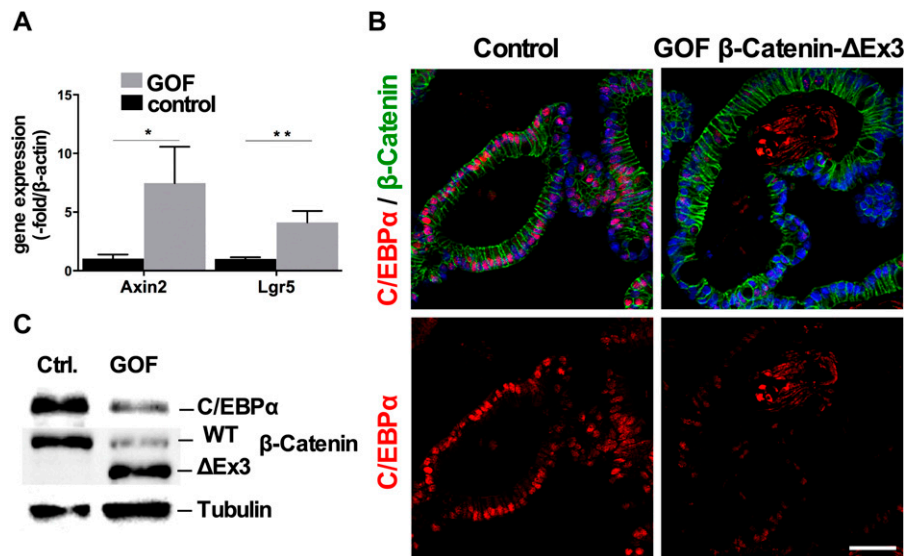 A
GOF
control
gene expression
(-fold/β-actin)
15
10
5
0
*
**
Axin2
Lgr5
B
Control
GOF β-Catenin-ΔEx3
C/EBPα / β-Catenin
C/EBPα
C
Ctrl.
GOF
C/EBPα
WT
β-Catenin
ΔEx3
Tubulin